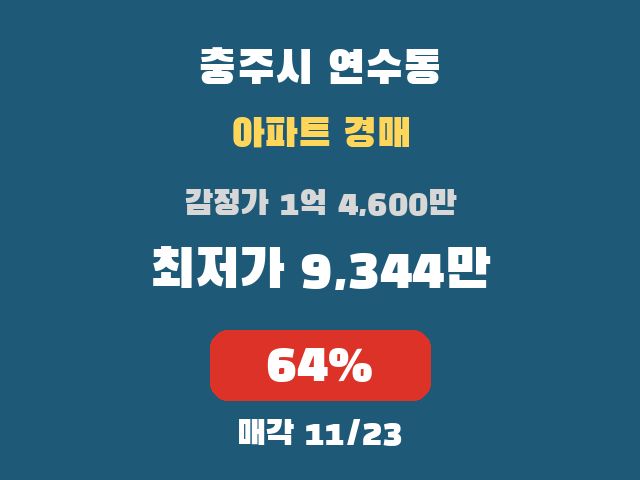 충주시 연수동
아파트 경매
감정가 1억 4,600만
최저가 9,344만
64%
매각 11/23